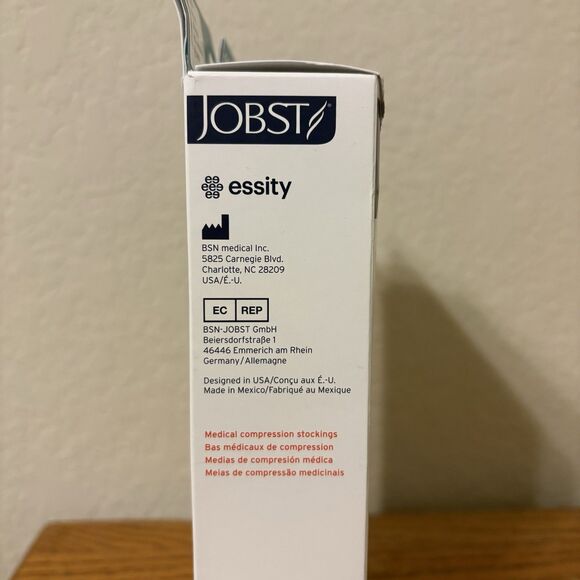 JOBST®
essity
BSN medical Inc.
5825 Carnegie Blvd.
Charlotte, NC 28209
USA/É.-U.
EC REP
BSN-JOBST GmbH
Beiersdorfstraße 1
46446 Emmerich am Rhein
Germany/Allemagne
Designed in USA/Conçu aux É.-U.
Made in Mexico/Fabriqué au Mexique
Medical compression stockings
Bas médicaux de compression
Medias de compresión médica
Meias de compressão medicinais